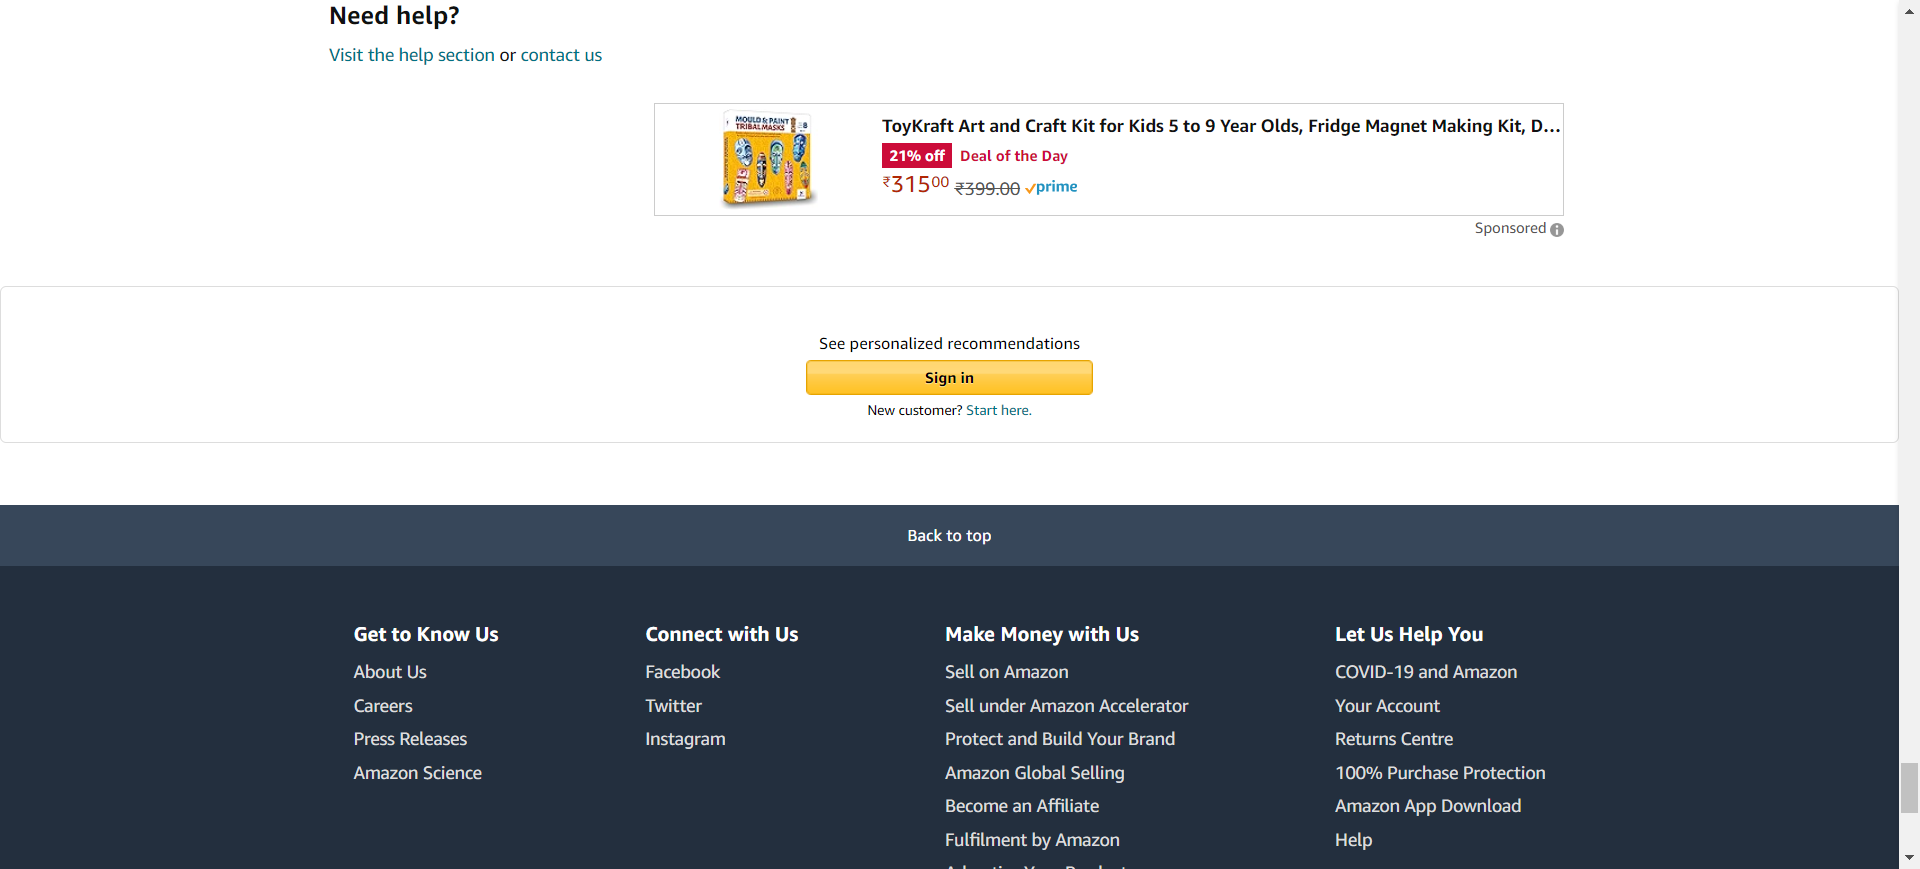 Need help?
Visit the help section or contact us
MOULD & PAINT
TRIBAL MASKS
ToyKraft Art and Craft Kit for Kids 5 to 9 Year Olds, Fridge Magnet Making Kit, D...
21% off Deal of the Day
₹31500 ₹399.00 prime
Sponsored
See personalized recommendations
Sign in
New customer? Start here.
Back to top
Get to Know Us
About Us
Careers
Press Releases
Amazon Science
Connect with Us
Facebook
Twitter
Instagram
Make Money with Us
Sell on Amazon
Sell under Amazon Accelerator
Protect and Build Your Brand
Amazon Global Selling
Become an Affiliate
Fulfilment by Amazon
Let Us Help You
COVID-19 and Amazon
Your Account
Returns Centre
100% Purchase Protection
Amazon App Download
Help